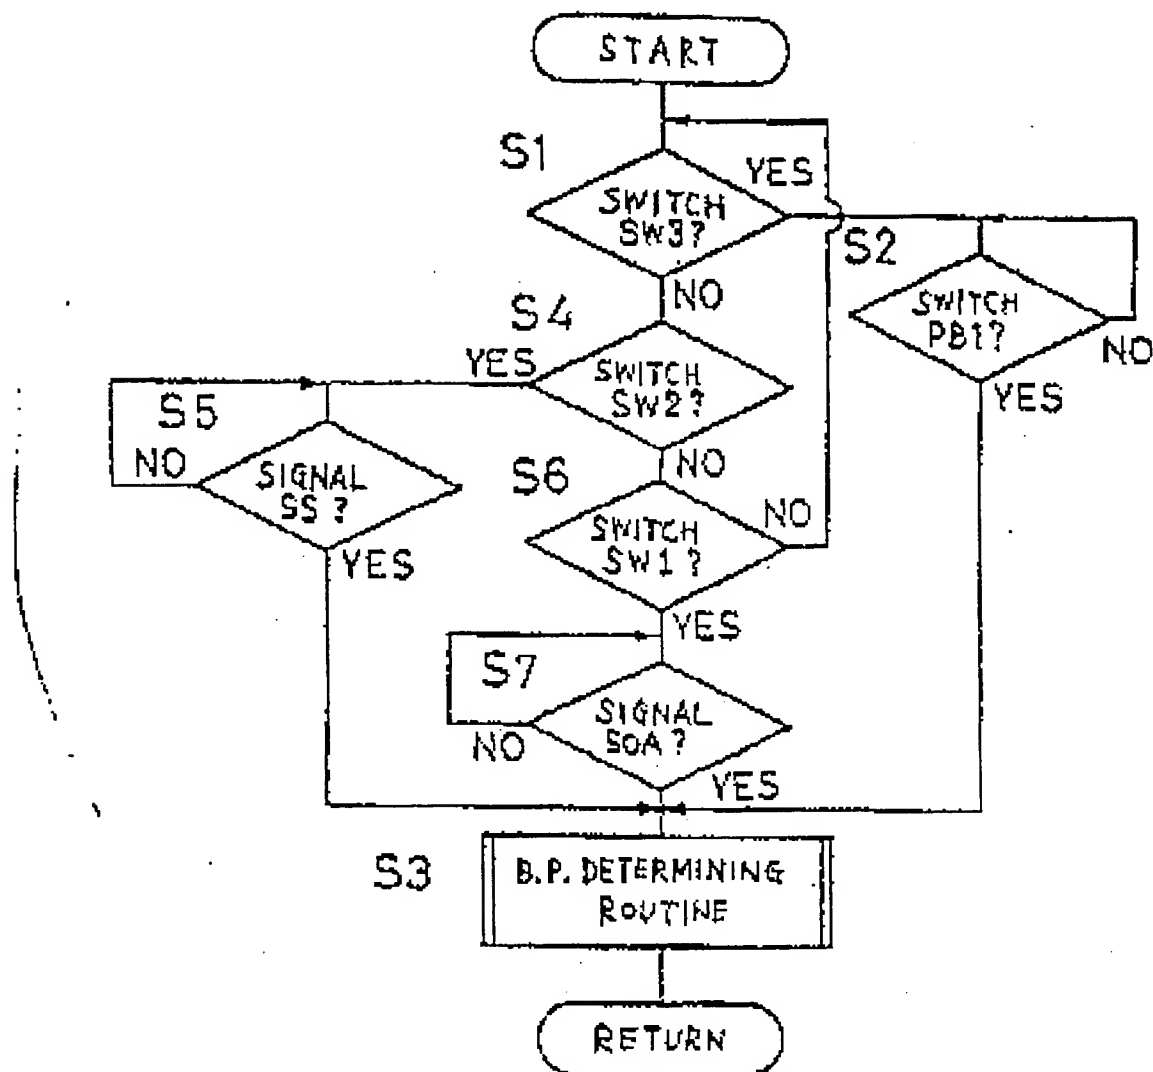 START
S1
YES
SWITCH
SW3?
S2
NO
SWITCH
PB1?
NO
YES
S4
YES
SWITCH
SW2?
S5
NO
SIGNAL
SS?
YES
NO
S6
SWITCH
SW1?
NO
YES
S7
SIGNAL
SOA?
NO
YES
S3
B.P. DETERMINING
ROUTINE
RETURN